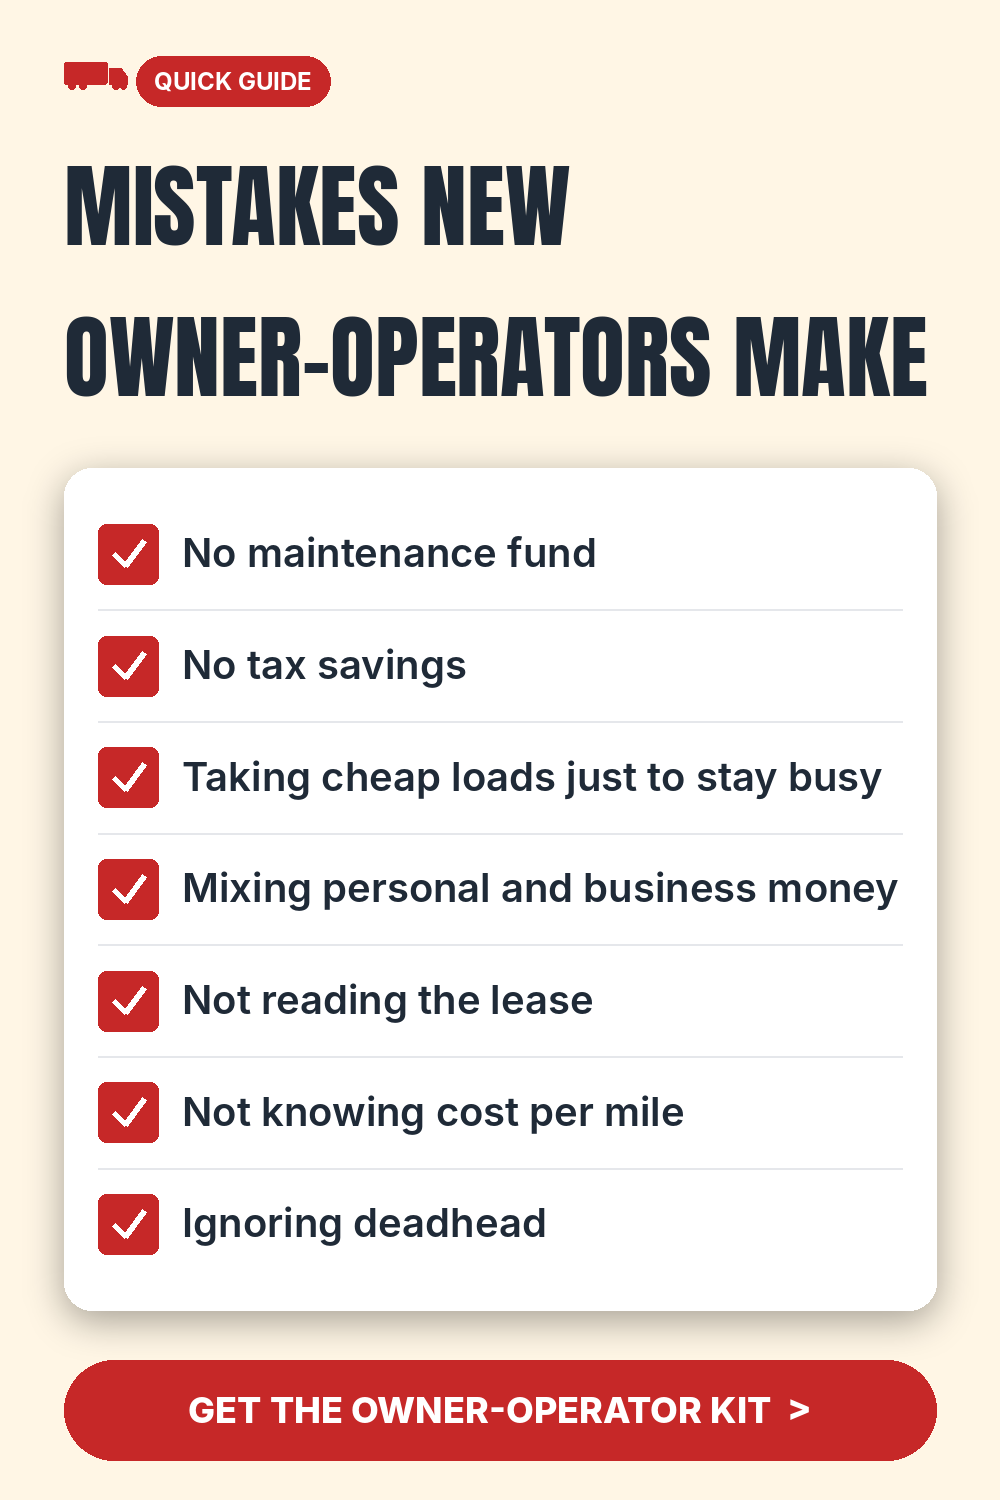 QUICK GUIDE
MISTAKES NEW
OWNER-OPERATORS MAKE
No maintenance fund
No tax savings
Taking cheap loads just to stay busy
Mixing personal and business money
Not reading the lease
Not knowing cost per mile
Ignoring deadhead
GET THE OWNER-OPERATOR KIT >